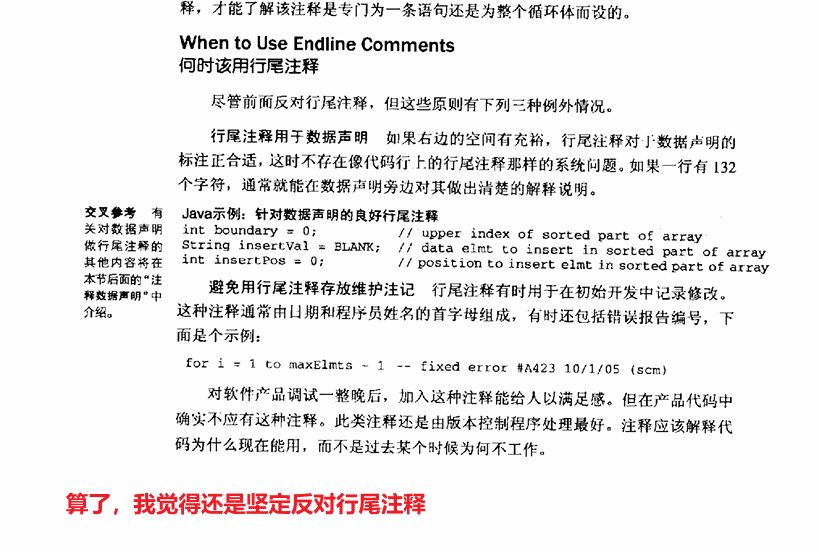 释，才能了解该注释是专门为一条语句还是为整个循环体而设的。
When to Use Endline Comments
何时该用行尾注释
尽管前面反对行尾注释，但这些原则有下列三种例外情况。
行尾注释用于数据声明 如果右边的空间有充裕，行尾注释对于数据声明的
标注正合适，这时不存在像代码行上的行尾注释那样的系统问题。如果一行有 132
个字符，通常就能在数据声明旁边对其做出清楚的解释说明。
交叉参考 有
关对数据声明
做行尾注释的
其他内容将在
本节后面的“注
释数据声明”中
介绍。
Java示例：针对数据声明的良好行尾注释
int boundary = 0; // upper index of sorted part of array
String insertVal = BLANK; // data elmt to insert in sorted part of array
int insertPos = 0; // position to insert elmt in sorted part of array
避免用行尾注释存放维护注记 行尾注释有时用于在初始开发中记录修改。
这种注释通常由日期和程序员姓名的首字母组成，有时还包括错误报告编号，下
面是个示例：
for i = 1 to maxElmts - 1 -- fixed error #A423 10/1/05 (scm)
对软件产品调试一整晚后，加入这种注释能给人以满足感。但在产品代码中
确实不应有这种注释。此类注释还是由版本控制程序处理最好。注释应该解释代
码为什么现在能用，而不是过去某个时候为何不工作。
算了，我觉得还是坚定反对行尾注释